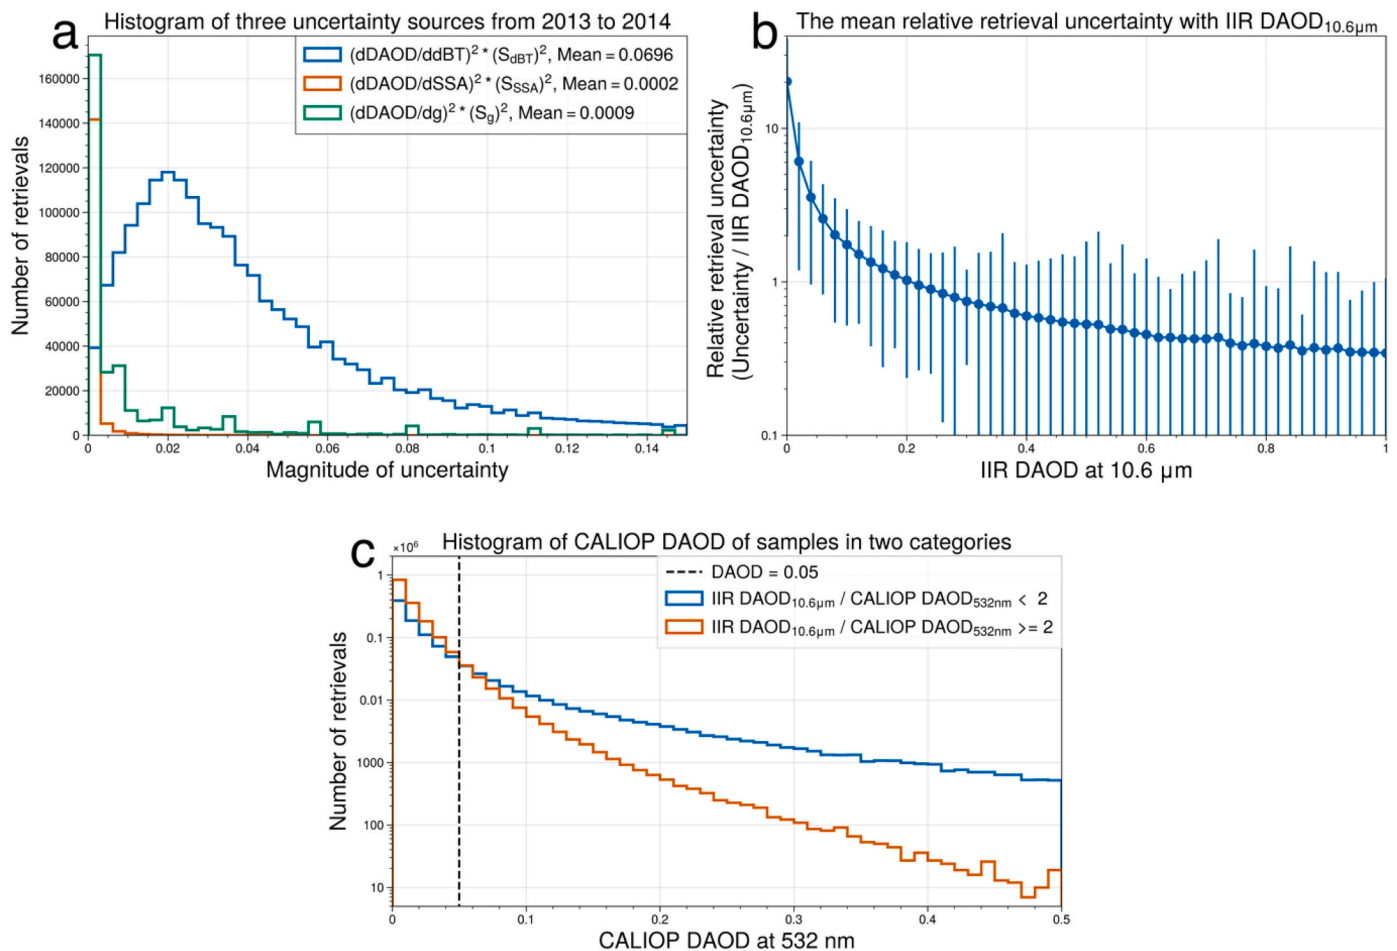 a
Histogram of three uncertainty sources from 2013 to 2014
(dDAOD/ddBT)² * (S_dBT)², Mean = 0.0696
(dDAOD/dSSA)² * (S_SSA)², Mean = 0.0002
(dDAOD/dg)² * (S_g)², Mean = 0.0009
Number of retrievals
160000
140000
120000
100000
80000
60000
40000
20000
0
0 0.02 0.04 0.06 0.08 0.1 0.12 0.14
Magnitude of uncertainty
b
The mean relative retrieval uncertainty with IIR DAOD₁₀.₆μm
Relative retrieval uncertainty
(Uncertainty / IIR DAOD₁₀.₆μm)
10
1
0.1
0 0.2 0.4 0.6 0.8 1
IIR DAOD at 10.6 μm
c
×10⁶
Histogram of CALIOP DAOD of samples in two categories
DAOD = 0.05
IIR DAOD₁₀.₆μm / CALIOP DAOD₅₃₂nm < 2
IIR DAOD₁₀.₆μm / CALIOP DAOD₅₃₂nm >= 2
Number of retrievals
1
0.1
0.01
1000
100
10
0 0.1 0.2 0.3 0.4 0.5
CALIOP DAOD at 532 nm